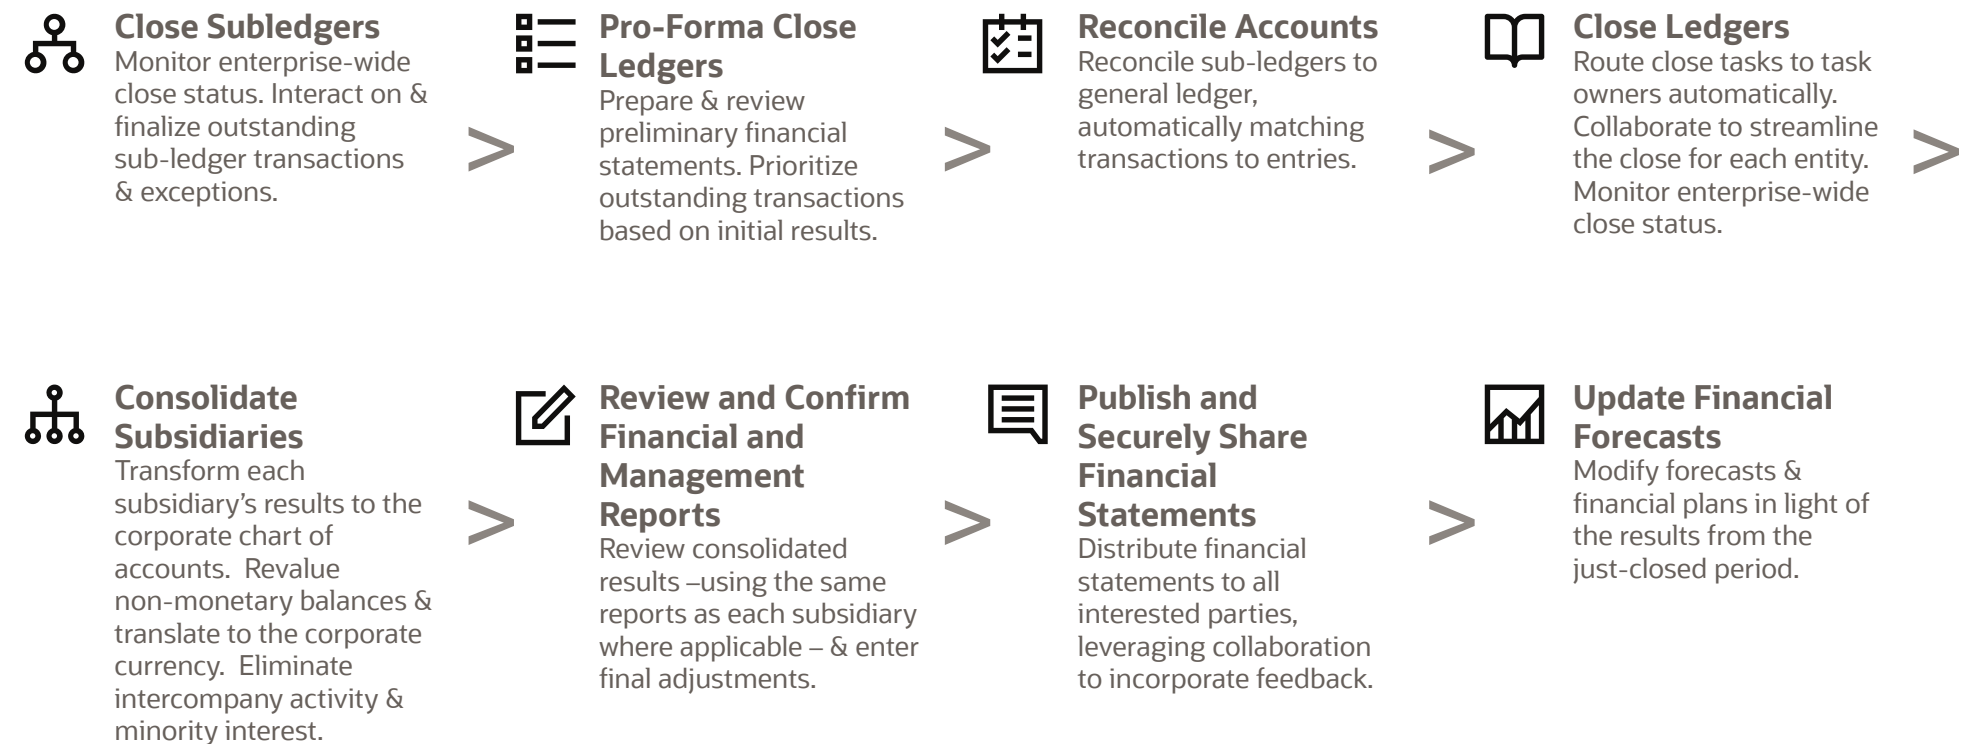 Close Subledgers
Monitor enterprise-wide
close status. Interact on &
finalize outstanding
sub-ledger transactions
& exceptions.
>
Pro-Forma Close
Ledgers
Prepare & review
preliminary financial
statements. Prioritize
outstanding transactions
based on initial results.
>
Reconcile Accounts
Reconcile sub-ledgers to
general ledger,
automatically matching
transactions to entries.
>
Close Ledgers
Route close tasks to task
owners automatically.
Collaborate to streamline
the close for each entity.
Monitor enterprise-wide
close status.
>
Consolidate
Subsidiaries
Transform each
subsidiary’s results to the
corporate chart of
accounts.  Revalue
non-monetary balances &
translate to the corporate
currency.  Eliminate
intercompany activity &
minority interest.
>
Review and Confirm
Financial and
Management
Reports
Review consolidated
results –using the same
reports as each subsidiary
where applicable – & enter
final adjustments.
>
Publish and
Securely Share
Financial
Statements
Distribute financial
statements to all
interested parties,
leveraging collaboration
to incorporate feedback.
>
Update Financial
Forecasts
Modify forecasts &
financial plans in light of
the results from the
just-closed period.